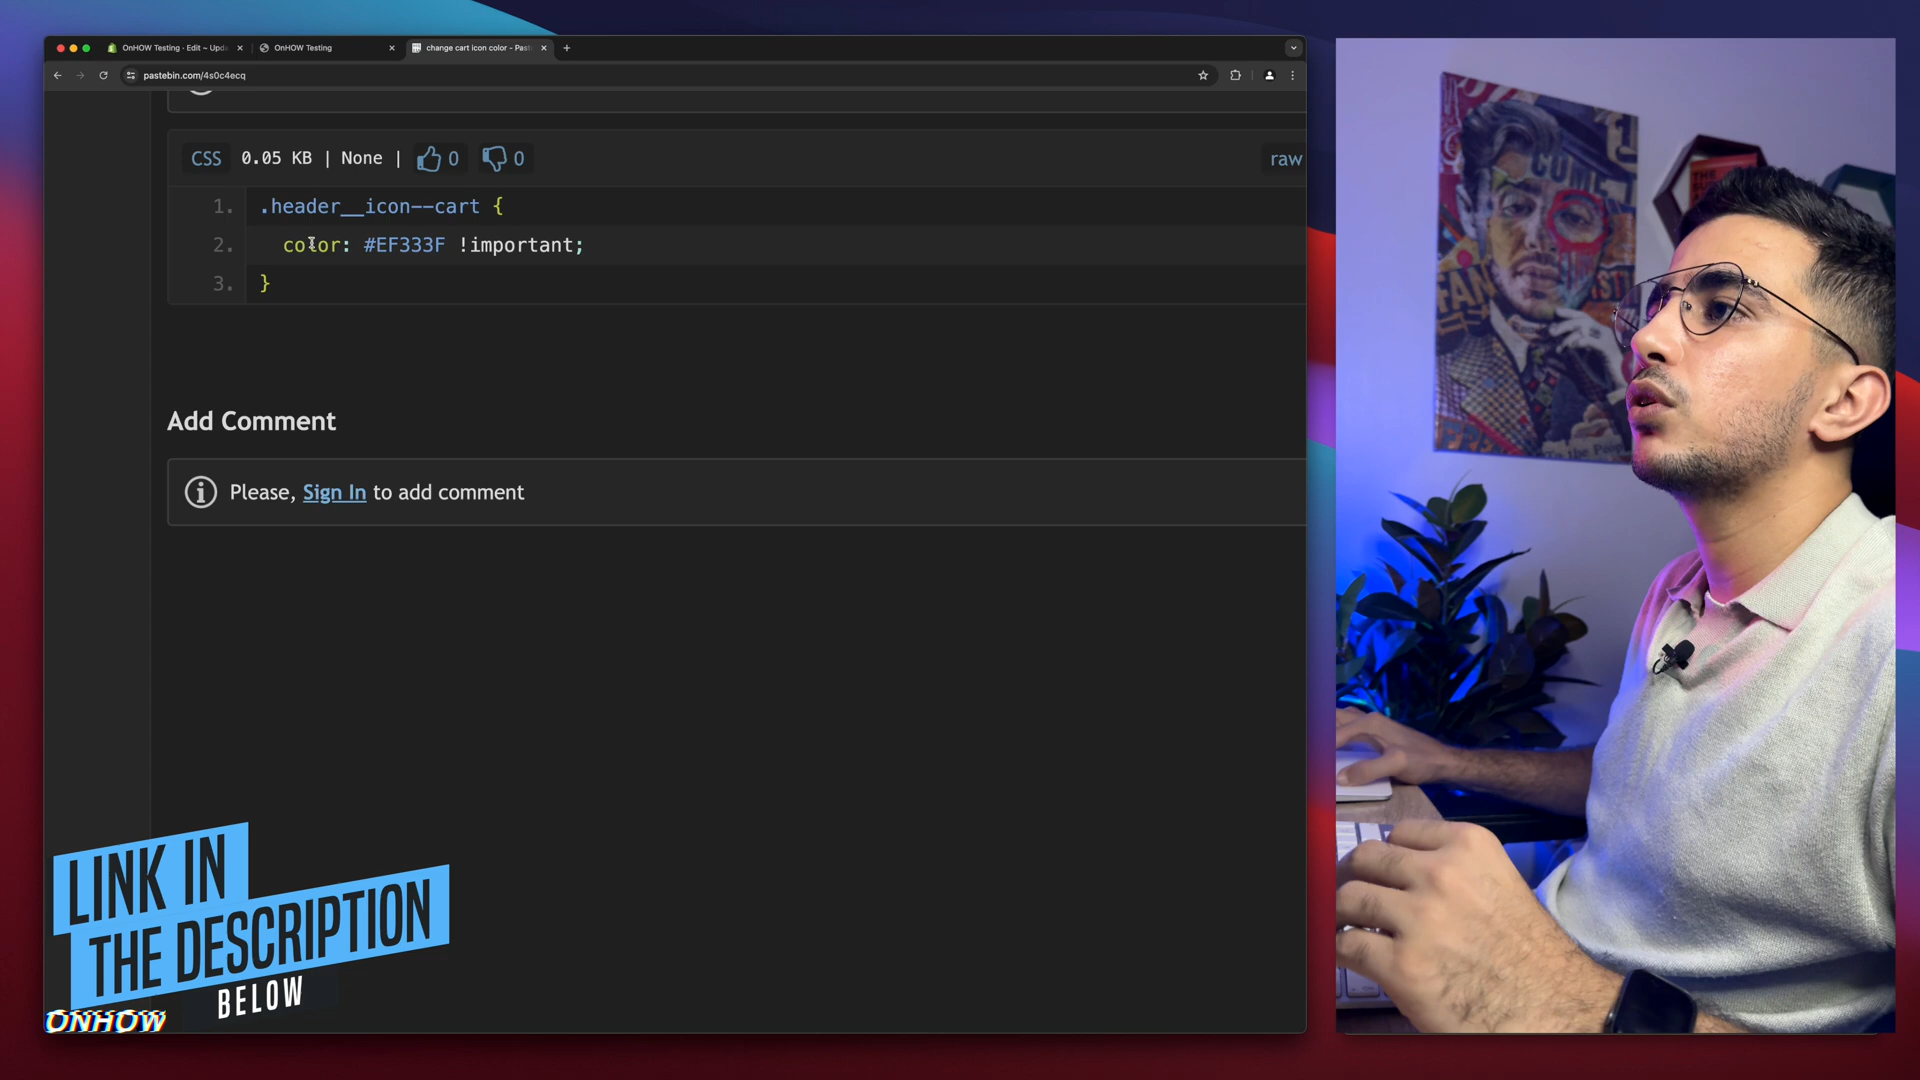 OnHOW Testing · Edit ~ Upd
OnHOW Testing
change cart icon color - Past
pastebin.com/4s0c4ecq
CSS 0.05 KB | None | 0 0 raw
1. .header__icon--cart {
2. color: #EF333F !important;
3. }
Add Comment
Please, Sign In to add comment
LINK IN
THE DESCRIPTION
BELOW
ONHOW
COME T
FAN